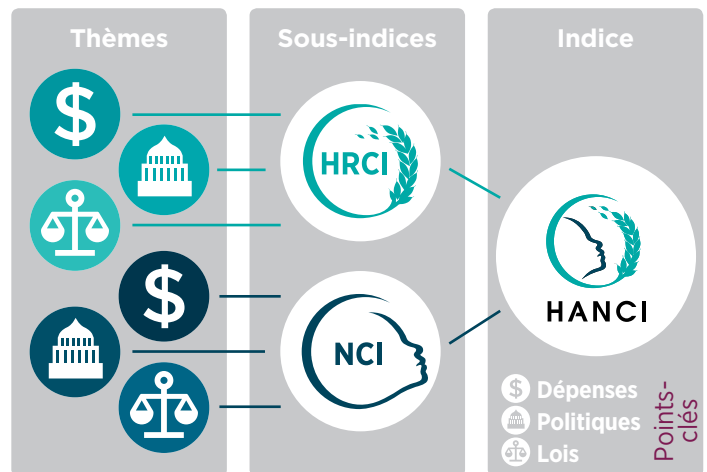 Thèmes
Sous-indices
Indice
$
HRCI
$
NCI
HANCI
$ Dépenses
Politiques
Lois
Points-
clés